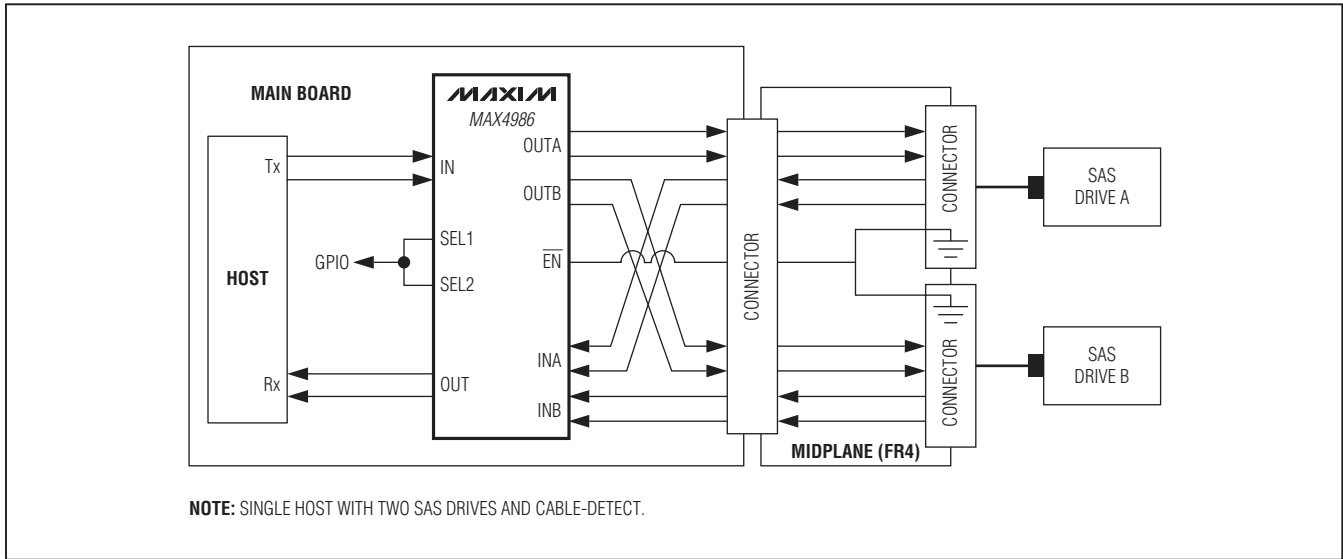 MAIN BOARD
MAXIM
MAX4986
HOST
Tx
Rx
GPIO
IN
SEL1
SEL2
OUT
OUTA
OUTB
EN
INA
INB
CONNECTOR
CONNECTOR
CONNECTOR
MIDPLANE (FR4)
SAS
DRIVE A
SAS
DRIVE B
NOTE: SINGLE HOST WITH TWO SAS DRIVES AND CABLE-DETECT.